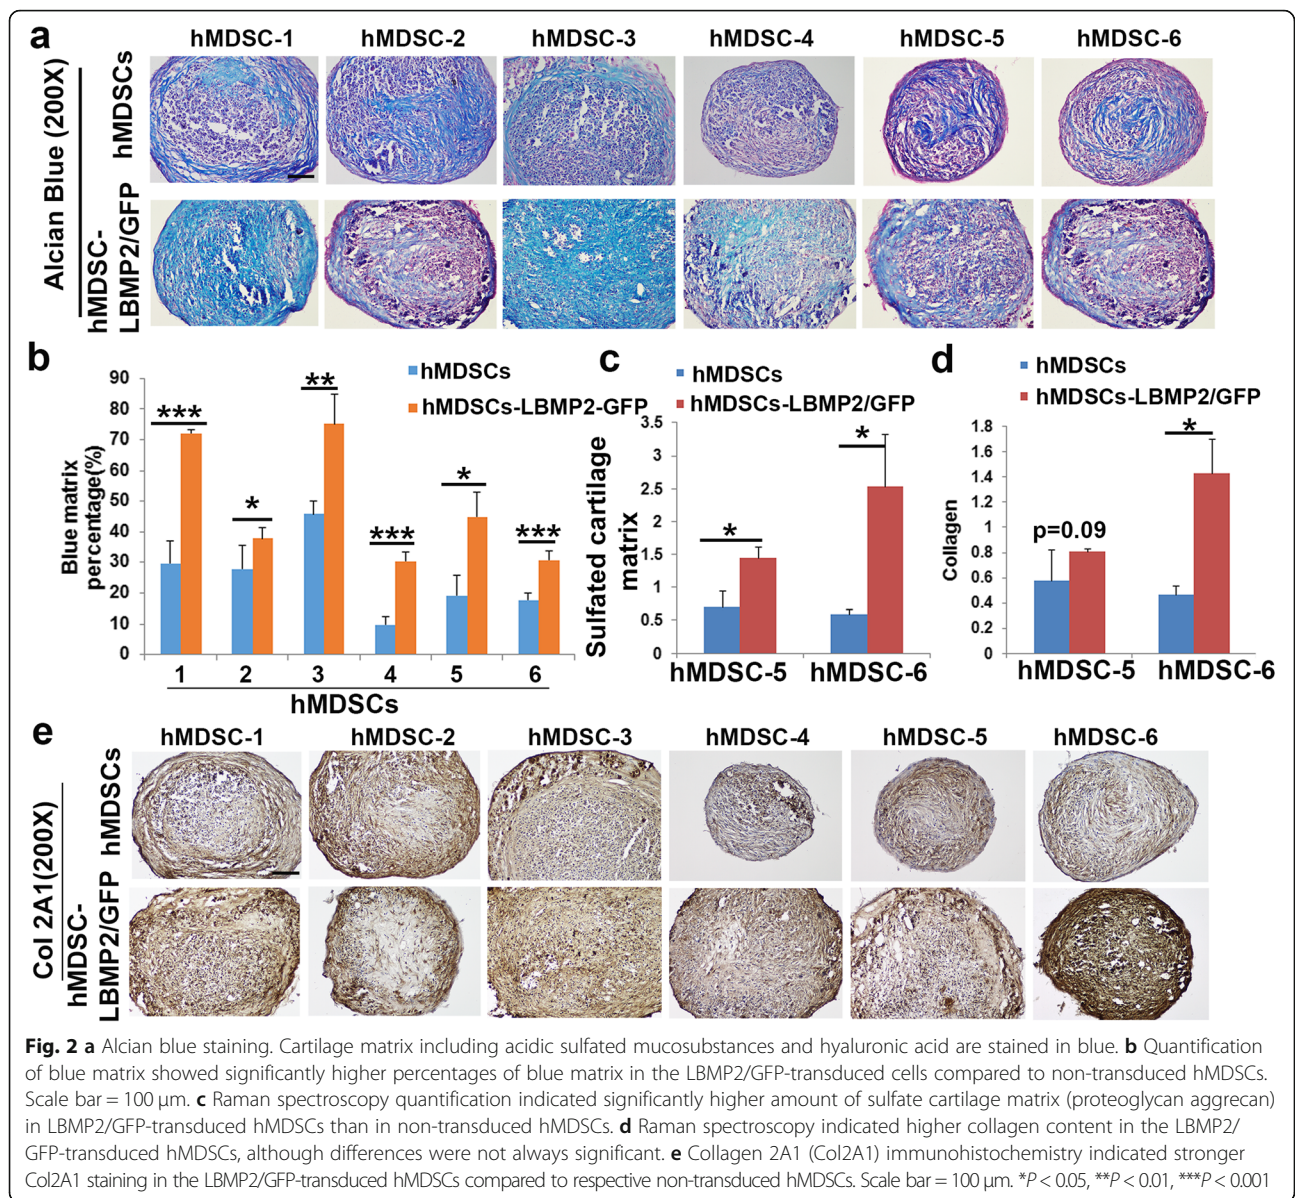 a
hMDSC-1 hMDSC-2 hMDSC-3 hMDSC-4 hMDSC-5 hMDSC-6
Alcian Blue (200X)
hMDSCs
hMDSC-
LBMP2/GFP
b
hMDSCs
hMDSCs-LBMP2-GFP
Blue matrix
percentage(%)
90
80
70
60
50
40
30
20
10
0
*** * ** *** * ***
1 2 3 4 5 6
hMDSCs
c
hMDSCs
hMDSCs-LBMP2/GFP
Sulfated cartilage
matrix
3.5
3
2.5
2
1.5
1
0.5
0
* *
hMDSC-5 hMDSC-6
d
hMDSCs
hMDSCs-LBMP2/GFP
Collagen
1.8
1.6
1.4
1.2
1
0.8
0.6
0.4
0.2
0
p=0.09 *
hMDSC-5 hMDSC-6
e
hMDSC-1 hMDSC-2 hMDSC-3 hMDSC-4 hMDSC-5 hMDSC-6
Col 2A1(200X)
hMDSCs
hMDSC-
LBMP2/GFP
Fig. 2 a Alcian blue staining. Cartilage matrix including acidic sulfated mucosubstances and hyaluronic acid are stained in blue. b Quantification
of blue matrix showed significantly higher percentages of blue matrix in the LBMP2/GFP-transduced cells compared to non-transduced hMDSCs.
Scale bar = 100 μm. c Raman spectroscopy quantification indicated significantly higher amount of sulfate cartilage matrix (proteoglycan aggrecan)
in LBMP2/GFP-transduced hMDSCs than in non-transduced hMDSCs. d Raman spectroscopy indicated higher collagen content in the LBMP2/
GFP-transduced hMDSCs, although differences were not always significant. e Collagen 2A1 (Col2A1) immunohistochemistry indicated stronger
Col2A1 staining in the LBMP2/GFP-transduced hMDSCs compared to respective non-transduced hMDSCs. Scale bar = 100 μm. *P < 0.05, **P < 0.01, ***P < 0.001